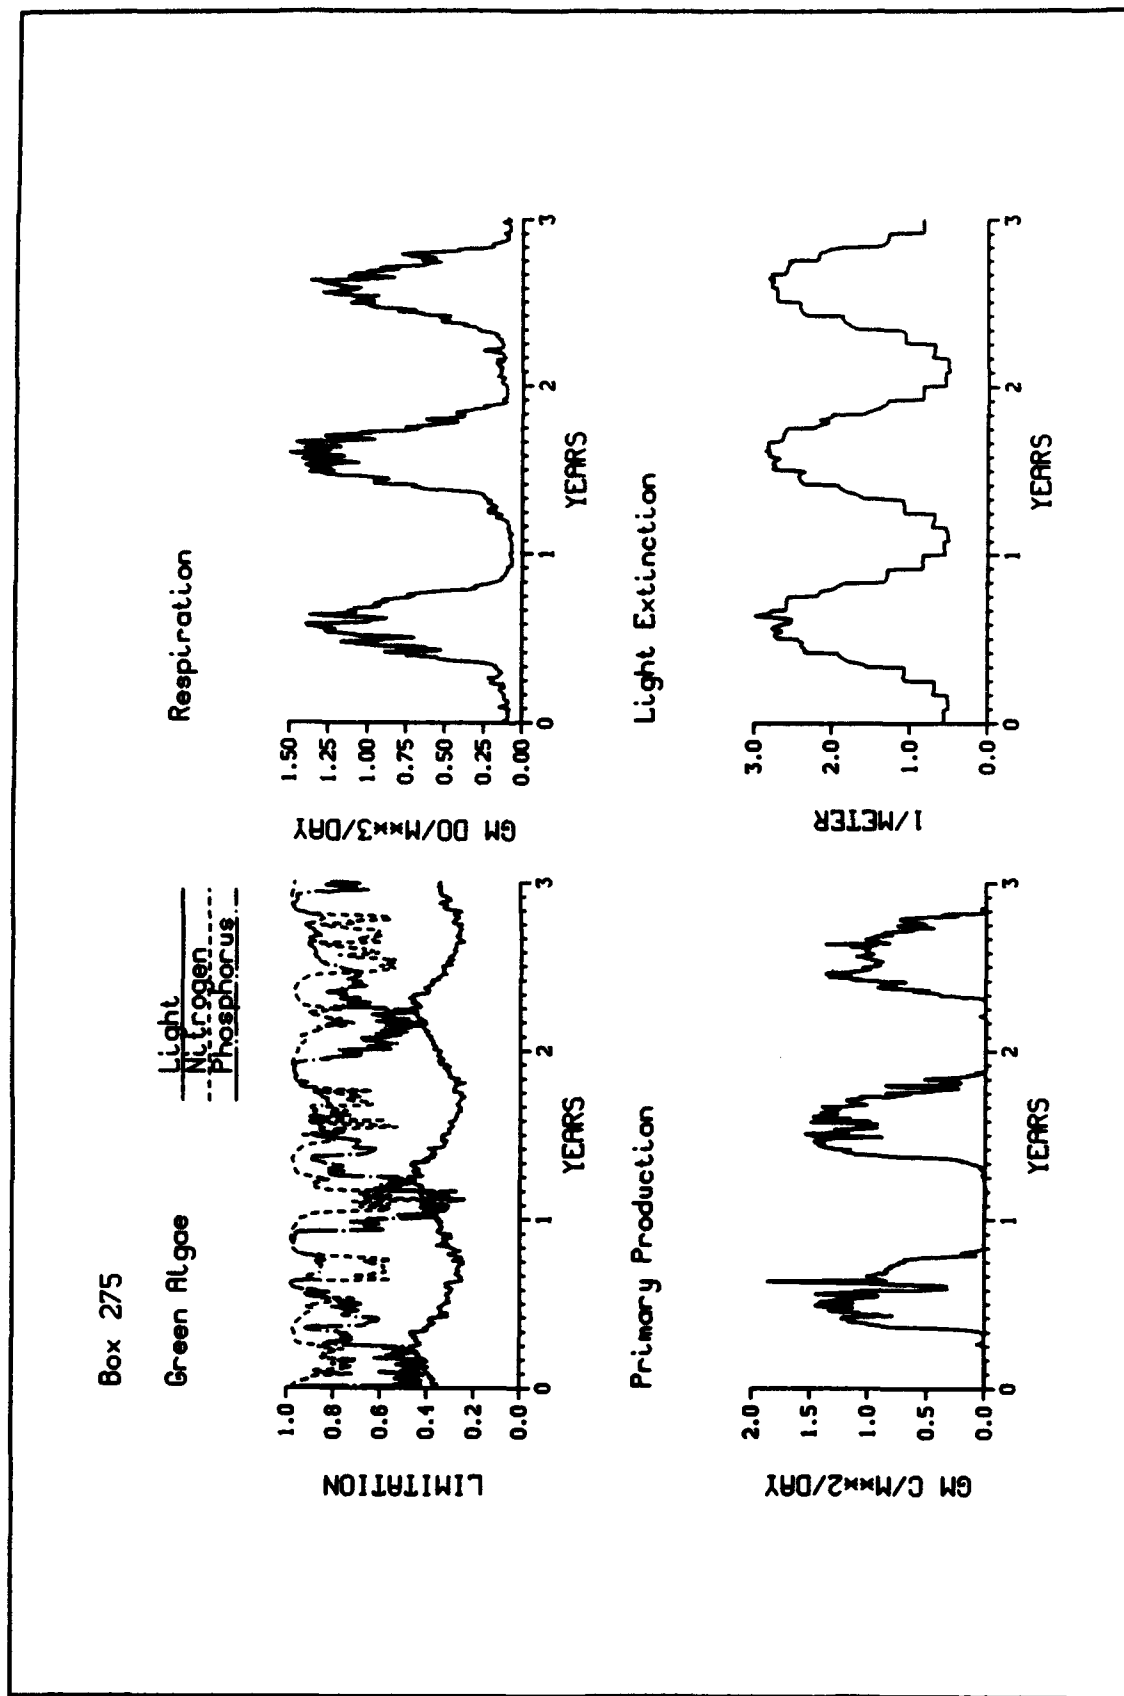 Box 275
Green Algae
Light
Nitrogen
Phosphorus
LIMITATION
1.0
0.8
0.6
0.4
0.2
0.0
0
1
2
3
YEARS
Respiration
GM DO/M**3/DAY
1.50
1.25
1.00
0.75
0.50
0.25
0.00
0
1
2
3
YEARS
Primary Production
GM C/M**2/DAY
2.0
1.5
1.0
0.5
0.0
0
1
2
3
YEARS
Light Extinction
1/METER
3.0
2.0
1.0
0.0
0
1
2
3
YEARS